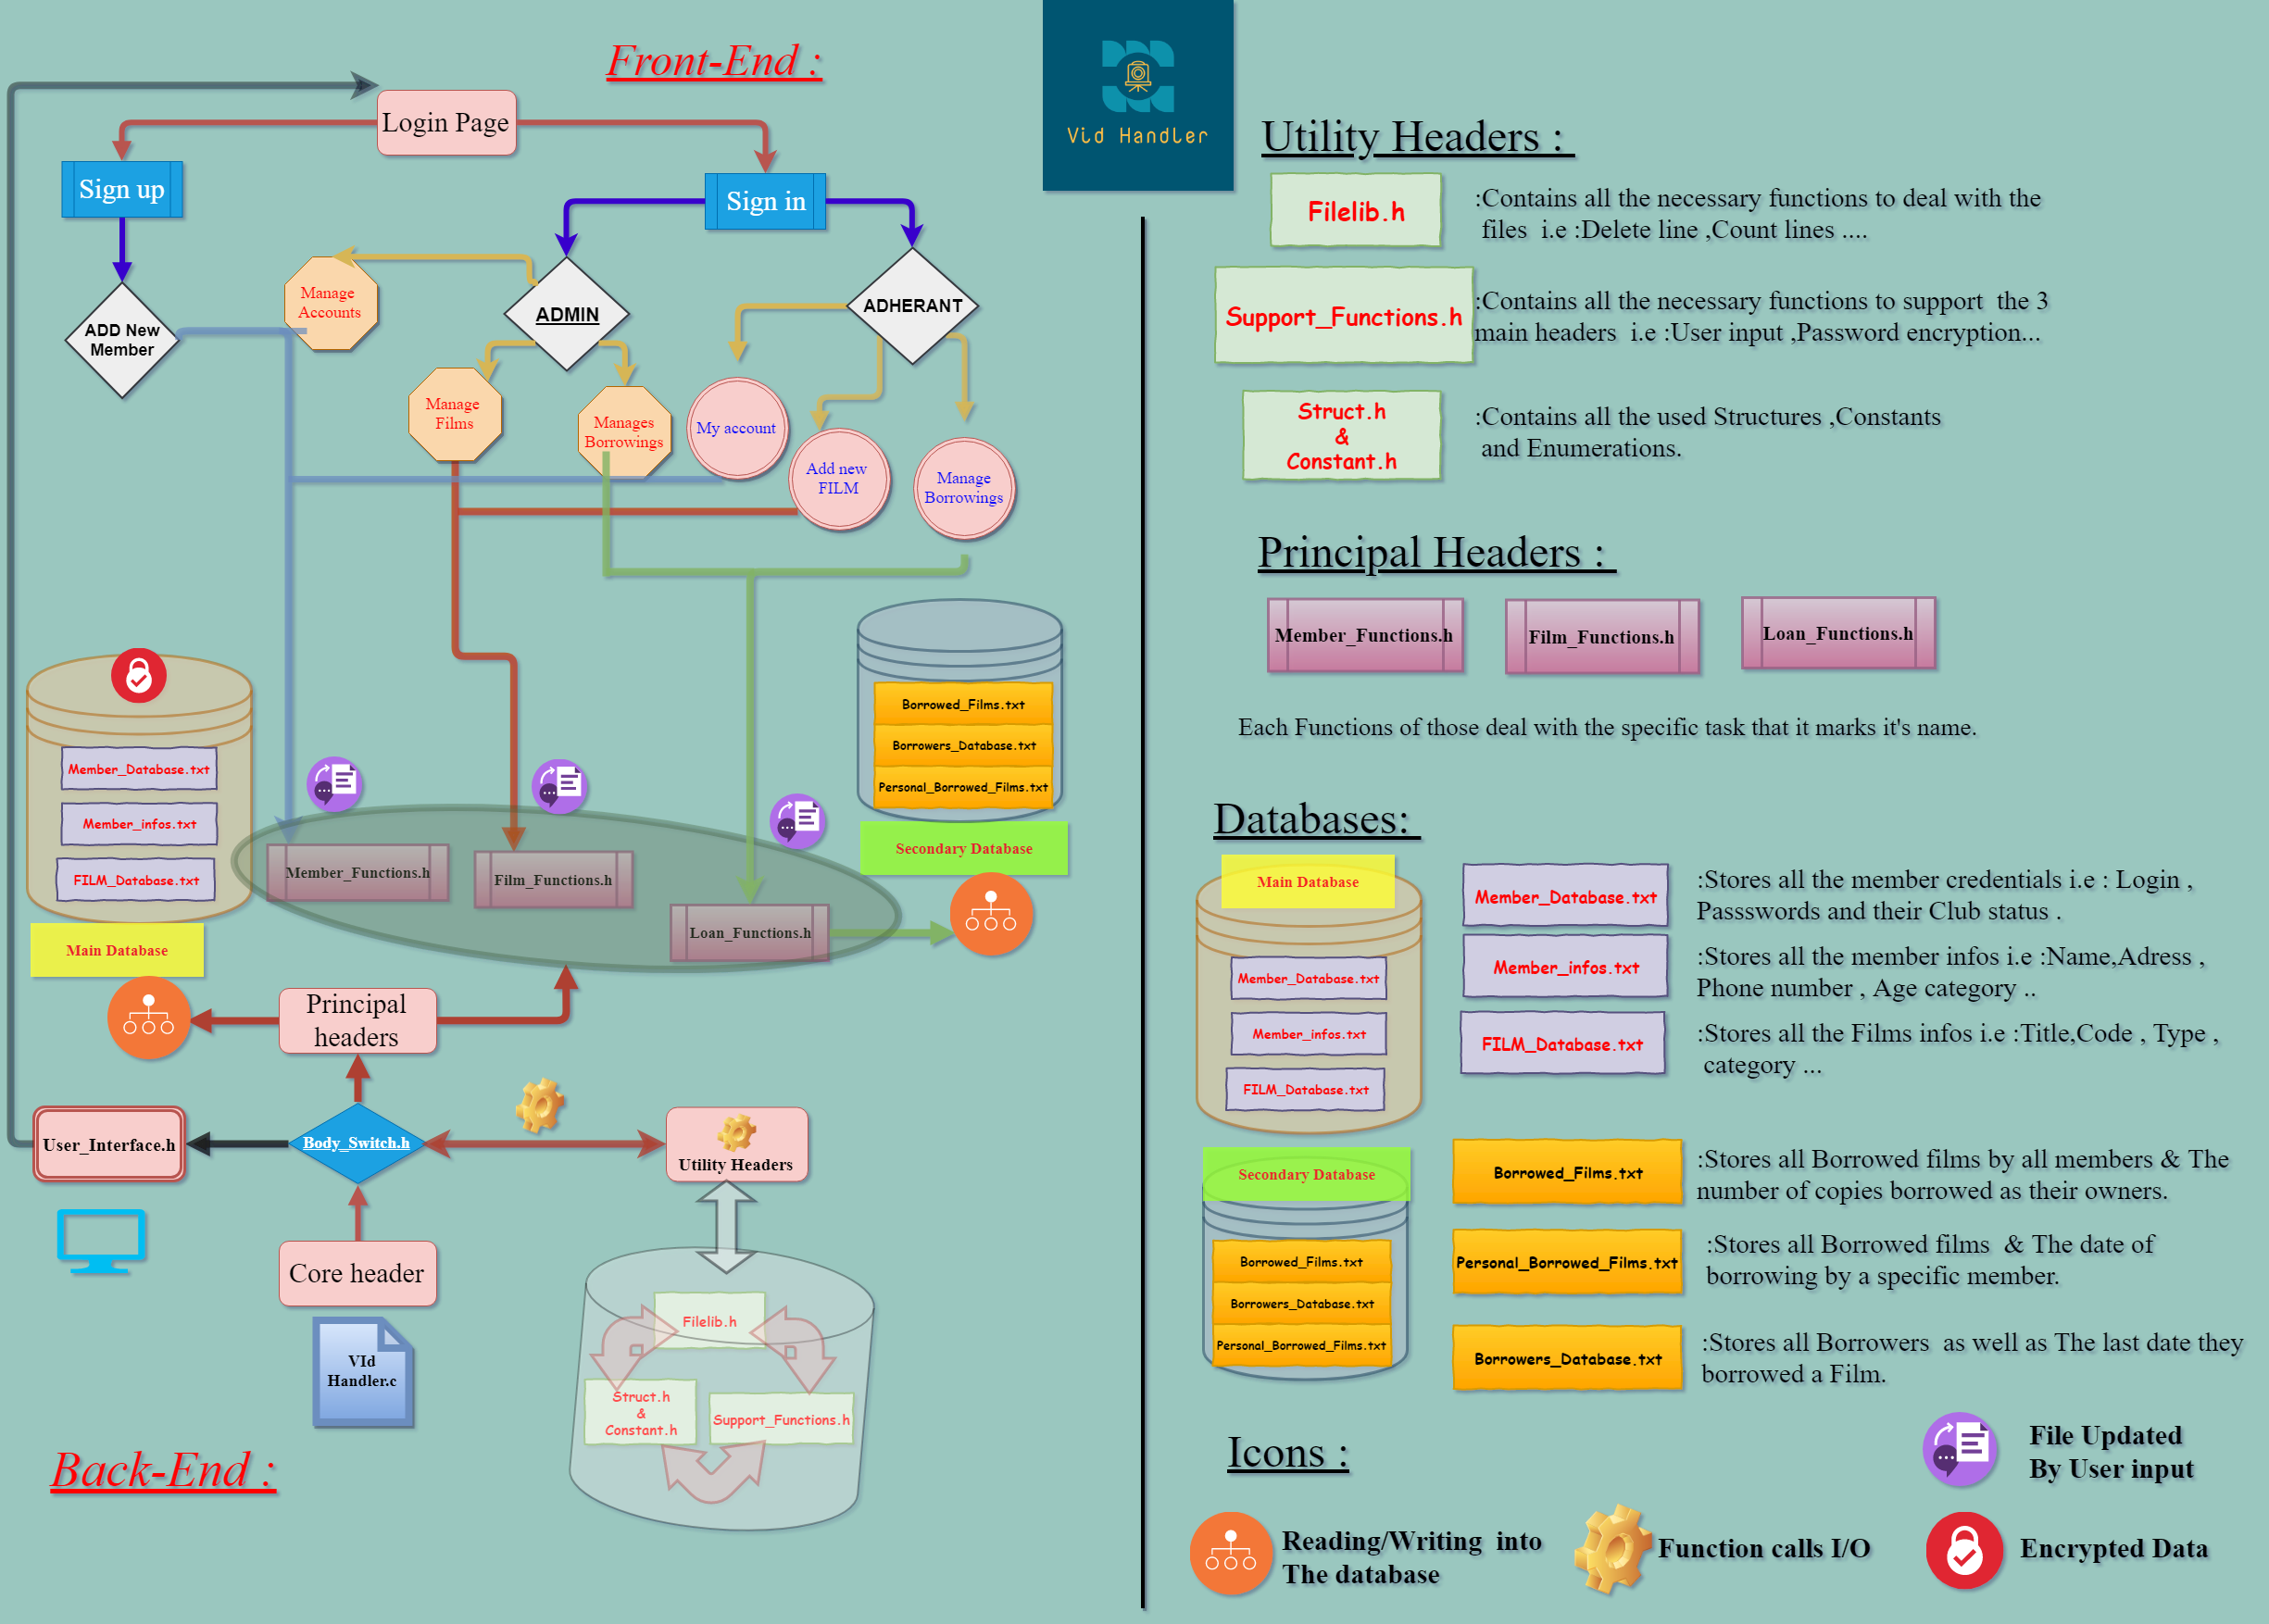 Front-End :
Login Page
Sign up
Sign in
ADD New
Member
Manage
Accounts
ADMIN
ADHERANT
Manage
Films
Manages
Borrowings
My account
Add new
FILM
Manage
Borrowings
Vid Handler
Member_Database.txt
Member_infos.txt
FILM_Database.txt
Main Database
Borrowed_Films.txt
Borrowers_Database.txt
Personal_Borrowed_Films.txt
Secondary Database
Member_Functions.h
Film_Functions.h
Loan_Functions.h
Principal
headers
User_Interface.h
Body_Switch.h
Utility Headers
Core header
VId
Handler.c
Filelib.h
Struct.h
&
Constant.h
Support_Functions.h
Back-End :
Utility Headers :
Filelib.h
:Contains all the necessary functions to deal with the
files i.e :Delete line ,Count lines ....
Support_Functions.h
:Contains all the necessary functions to support the 3
main headers i.e :User input ,Password encryption...
Struct.h
&
Constant.h
:Contains all the used Structures ,Constants
and Enumerations.
Principal Headers :
Member_Functions.h
Film_Functions.h
Loan_Functions.h
Each Functions of those deal with the specific task that it marks it's name.
Databases:
Main Database
Member_Database.txt
Member_infos.txt
FILM_Database.txt
Member_Database.txt
:Stores all the member credentials i.e : Login ,
Passswords and their Club status .
Member_infos.txt
:Stores all the member infos i.e :Name,Adress ,
Phone number , Age category ..
FILM_Database.txt
:Stores all the Films infos i.e :Title,Code , Type ,
category ...
Secondary Database
Borrowed_Films.txt
Borrowers_Database.txt
Personal_Borrowed_Films.txt
Borrowed_Films.txt
:Stores all Borrowed films by all members & The
number of copies borrowed as their owners.
Personal_Borrowed_Films.txt
:Stores all Borrowed films & The date of
borrowing by a specific member.
Borrowers_Database.txt
:Stores all Borrowers as well as The last date they
borrowed a Film.
Icons :
File Updated
By User input
Reading/Writing into
The database
Function calls I/O
Encrypted Data